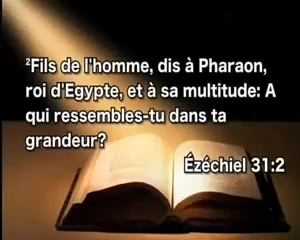 ²Fils de l'homme, dis à Pharaon,
roi d'Egypte, et à sa multitude: A
qui ressembles-tu dans ta
grandeur?
Ézéchiel 31:2